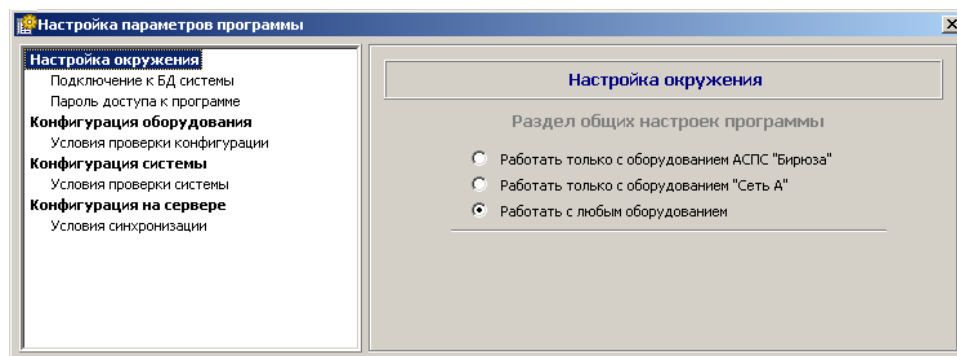 Настройка параметров программы
Настройка окружения
Подключение к БД системы
Пароль доступа к программе
Конфигурация оборудования
Условия проверки конфигурации
Конфигурация системы
Условия проверки системы
Конфигурация на сервере
Условия синхронизации
Настройка окружения
Раздел общих настроек программы
Работать только с оборудованием АСПС "Бирюза"
Работать только с оборудованием "Сеть А"
Работать с любым оборудованием